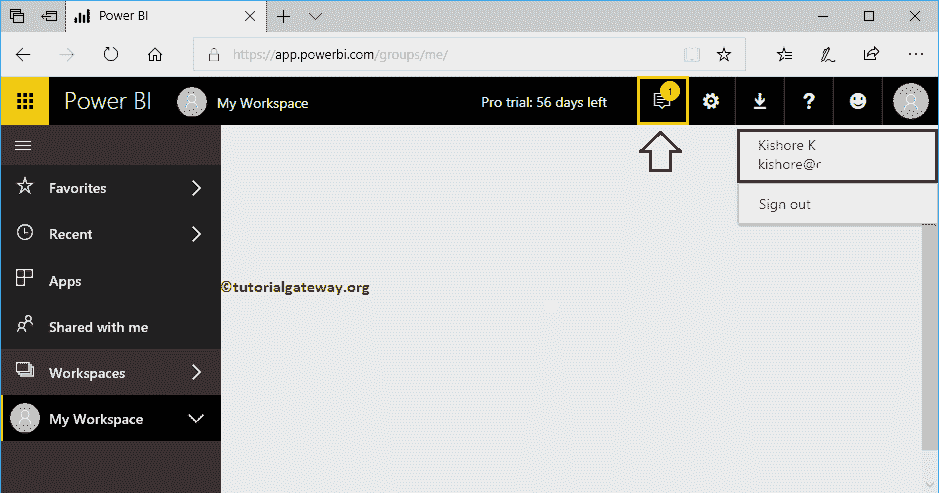 Power BI
https://app.powerbi.com/groups/me/
Power BI
My Workspace
Pro trial: 56 days left
1
?
Kishore K
kishore@r
Sign out
Favorites
Recent
Apps
Shared with me
Workspaces
My Workspace
©tutorialgateway.org